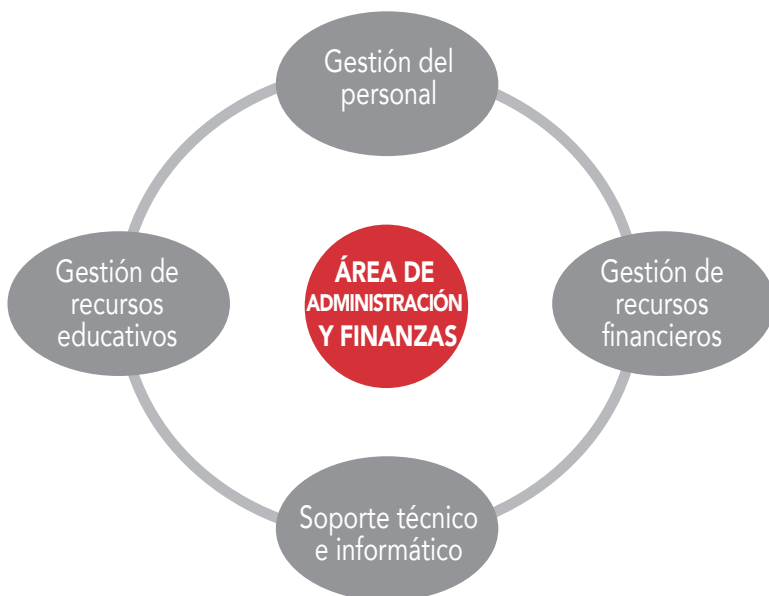 Gestión del
personal
Gestión de
recursos
educativos
ÁREA DE
ADMINISTRACIÓN
Y FINANZAS
Gestión de
recursos
financieros
Soporte técnico
e informático